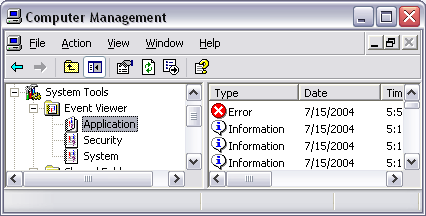 Computer Management
File Action View Window Help
System Tools
Event Viewer
Application
Security
System
Type Date Tim
Error 7/15/2004 5:5
Information 7/15/2004 5:1
Information 7/15/2004 5:1
Information 7/15/2004 5:1